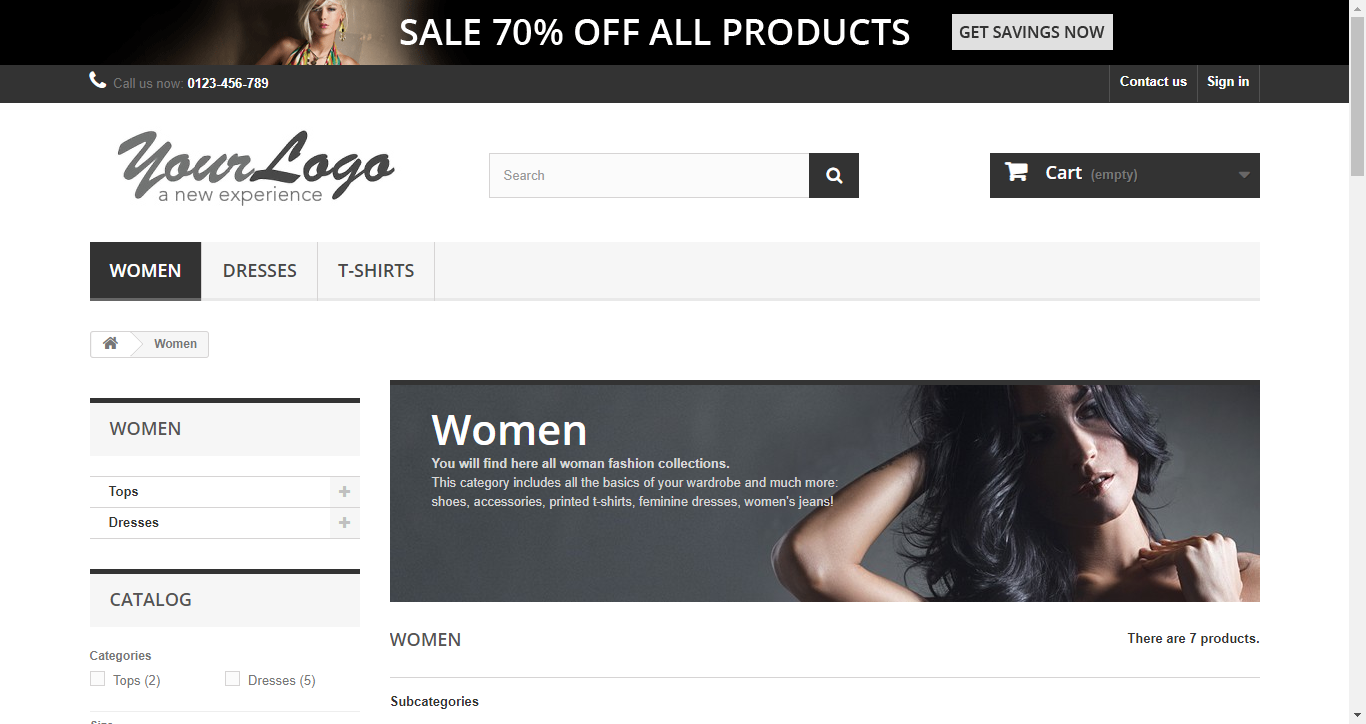 SALE 70% OFF ALL PRODUCTS
GET SAVINGS NOW
Call us now: 0123-456-789
Contact us
Sign in
YourLogo
a new experience
Search
Cart (empty)
WOMEN
DRESSES
T-SHIRTS
Women
WOMEN
Tops
Dresses
CATALOG
Categories
Tops (2)
Dresses (5)
Women
You will find here all woman fashion collections.
This category includes all the basics of your wardrobe and much more:
shoes, accessories, printed t-shirts, feminine dresses, women's jeans!
WOMEN
There are 7 products.
Subcategories